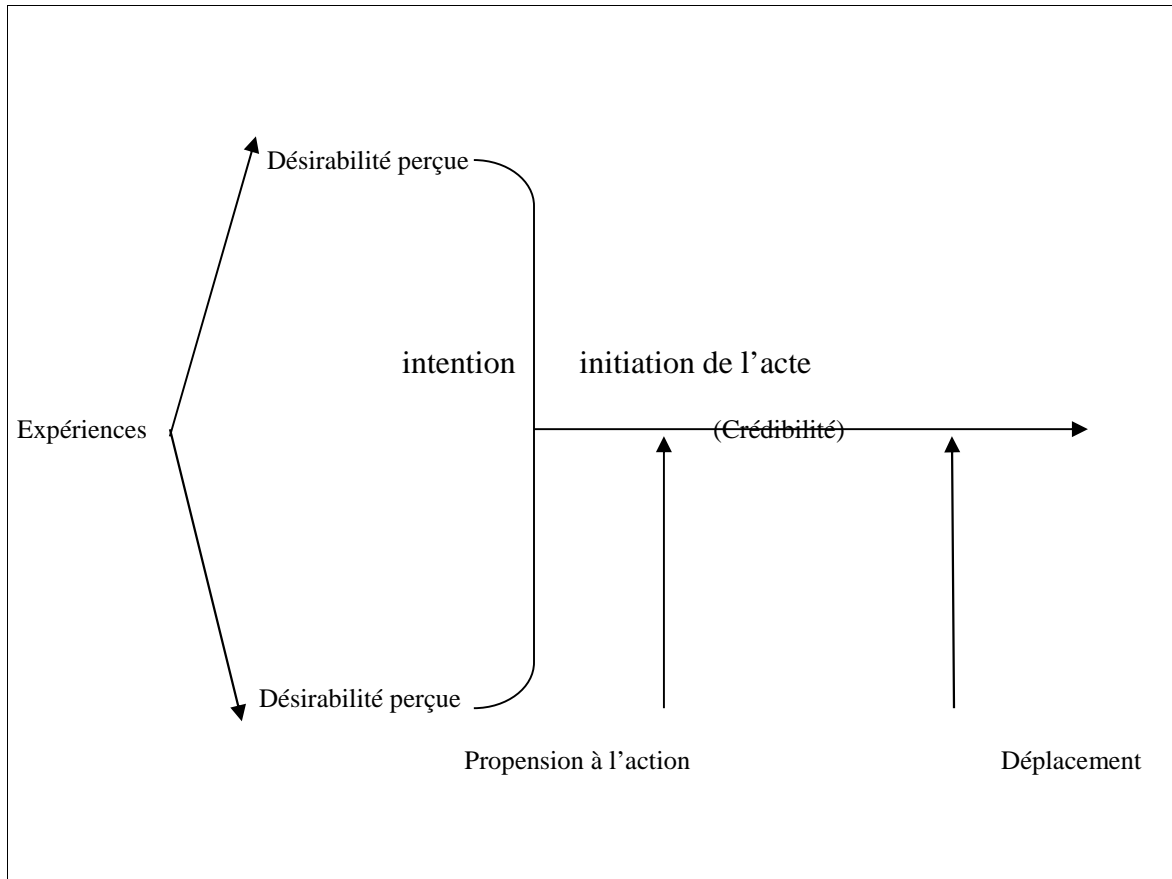 Désirabilité perçue
intention initiation de l’acte
Expériences (Crédibilité)
Désirabilité perçue
Propension à l’action Déplacement